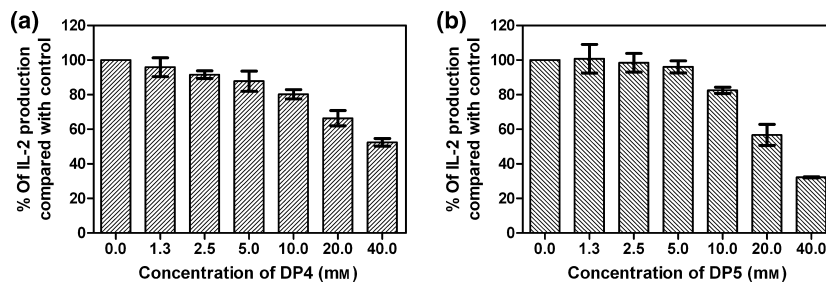 (a)
% Of IL-2 production
compared with control
120
100
80
60
40
20
0
0.0 1.3 2.5 5.0 10.0 20.0 40.0
Concentration of DP4 (mM)
(b)
% Of IL-2 production
compared with control
120
100
80
60
40
20
0
0.0 1.3 2.5 5.0 10.0 20.0 40.0
Concentration of DP5 (mM)